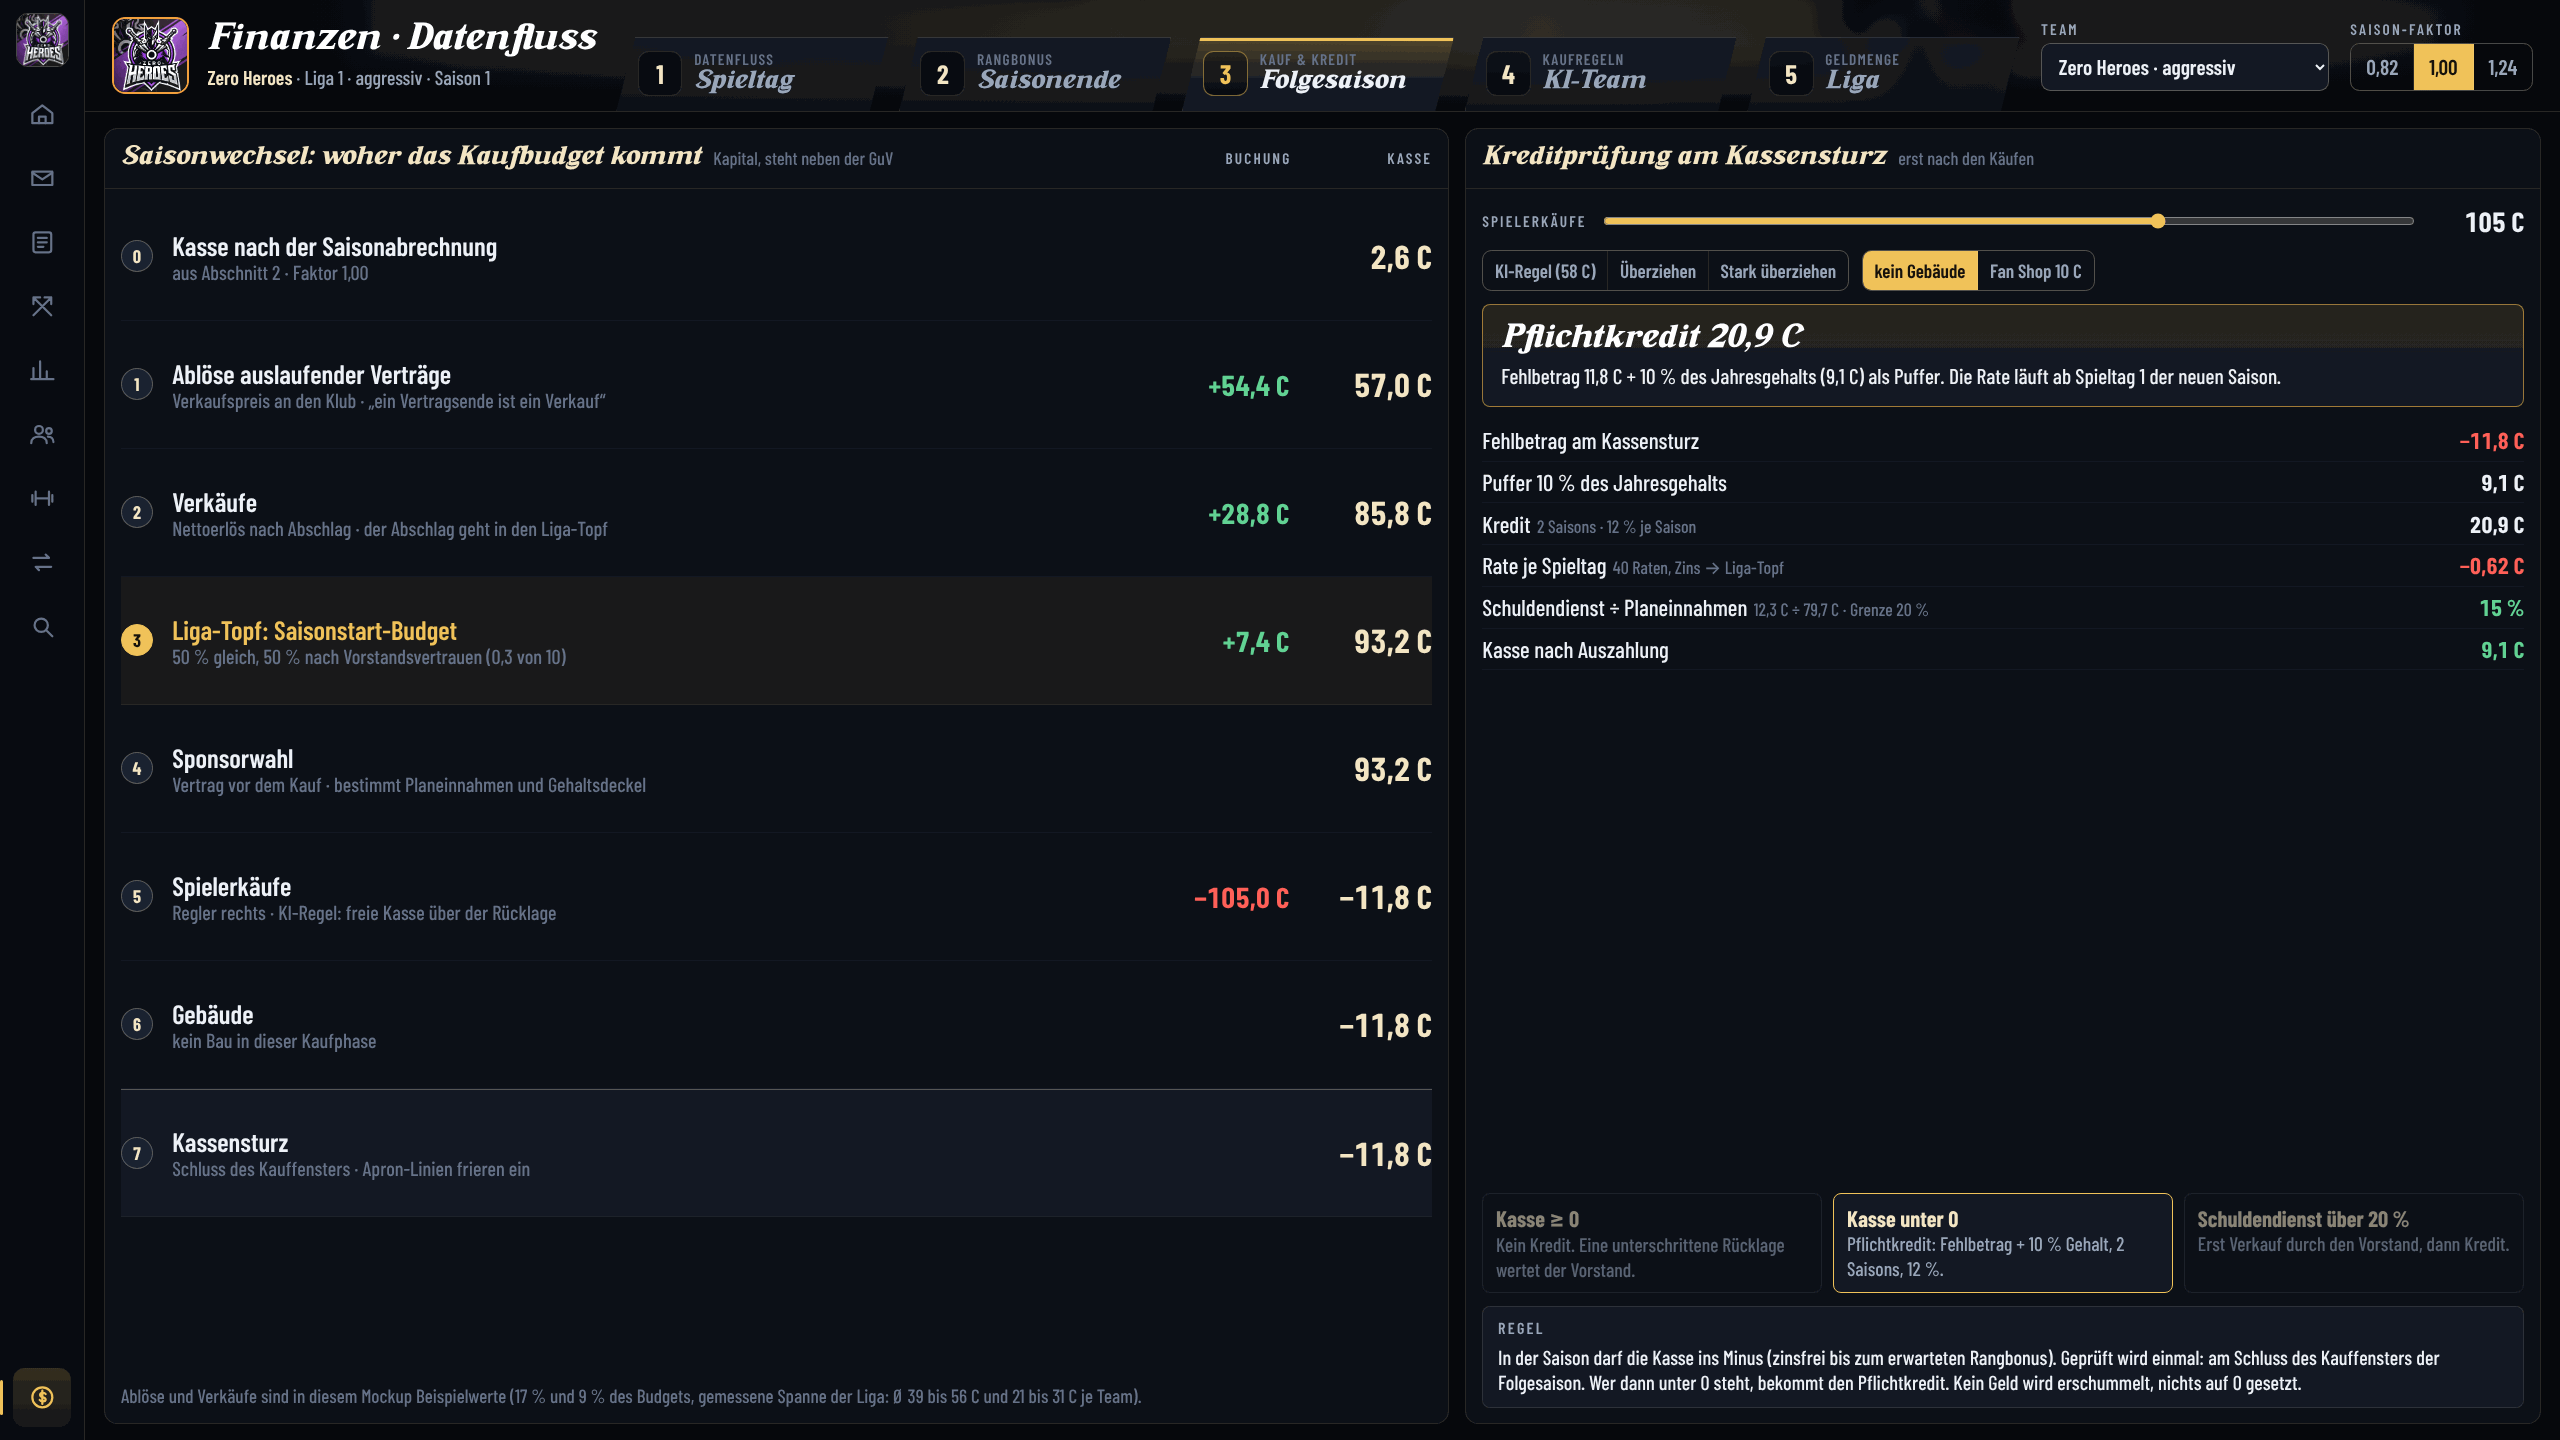 Finanzen · Datenfluss
Zero Heroes · Liga 1 · aggressiv · Saison 1
1 DATENFLUSS Spieltag
2 RANGBONUS Saisonende
3 KAUF & KREDIT Folgesaison
4 KAUFREGELN KI-Team
5 GELDMENGE Liga
TEAM
Zero Heroes · aggressiv
SAISON-FAKTOR
0,82 1,00 1,24
Saisonwechsel: woher das Kaufbudget kommt Kapital, steht neben der GuV BUCHUNG KASSE
0 Kasse nach der Saisonabrechnung 2,6 C
aus Abschnitt 2 · Faktor 1,00
1 Ablöse auslaufender Verträge +54,4 C 57,0 C
Verkaufspreis an den Klub · „ein Vertragsende ist ein Verkauf“
2 Verkäufe +28,8 C 85,8 C
Nettoerlös nach Abschlag · der Abschlag geht in den Liga-Topf
3 Liga-Topf: Saisonstart-Budget +7,4 C 93,2 C
50 % gleich, 50 % nach Vorstandsvertrauen (0,3 von 10)
4 Sponsorwahl 93,2 C
Vertrag vor dem Kauf · bestimmt Planeinnahmen und Gehaltsdeckel
5 Spielerkäufe −105,0 C −11,8 C
Regler rechts · KI-Regel: freie Kasse über der Rücklage
6 Gebäude −11,8 C
kein Bau in dieser Kaufphase
7 Kassensturz −11,8 C
Schluss des Kauffensters · Apron-Linien frieren ein
Ablöse und Verkäufe sind in diesem Mockup Beispielwerte (17 % und 9 % des Budgets, gemessene Spanne der Liga: Ø 39 bis 56 C und 21 bis 31 C je Team).
Kreditprüfung am Kassensturz erst nach den Käufen
SPIELERKÄUFE 105 C
KI-Regel (58 C) Überziehen Stark überziehen kein Gebäude Fan Shop 10 C
Pflichtkredit 20,9 C
Fehlbetrag 11,8 C + 10 % des Jahresgehalts (9,1 C) als Puffer. Die Rate läuft ab Spieltag 1 der neuen Saison.
Fehlbetrag am Kassensturz −11,8 C
Puffer 10 % des Jahresgehalts 9,1 C
Kredit 2 Saisons · 12 % je Saison 20,9 C
Rate je Spieltag 40 Raten, Zins → Liga-Topf −0,62 C
Schuldendienst ÷ Planeinnahmen 12,3 C ÷ 79,7 C · Grenze 20 % 15 %
Kasse nach Auszahlung 9,1 C
Kasse ≥ 0
Kein Kredit. Eine unterschrittene Rücklage
wertet der Vorstand.
Kasse unter 0
Pflichtkredit: Fehlbetrag + 10 % Gehalt, 2
Saisons, 12 %.
Schuldendienst über 20 %
Erst Verkauf durch den Vorstand, dann Kredit.
REGEL
In der Saison darf die Kasse ins Minus (zinsfrei bis zum erwarteten Rangbonus). Geprüft wird einmal: am Schluss des Kauffensters der
Folgesaison. Wer dann unter 0 steht, bekommt den Pflichtkredit. Kein Geld wird erschummelt, nichts auf 0 gesetzt.
ZERO
HEROES